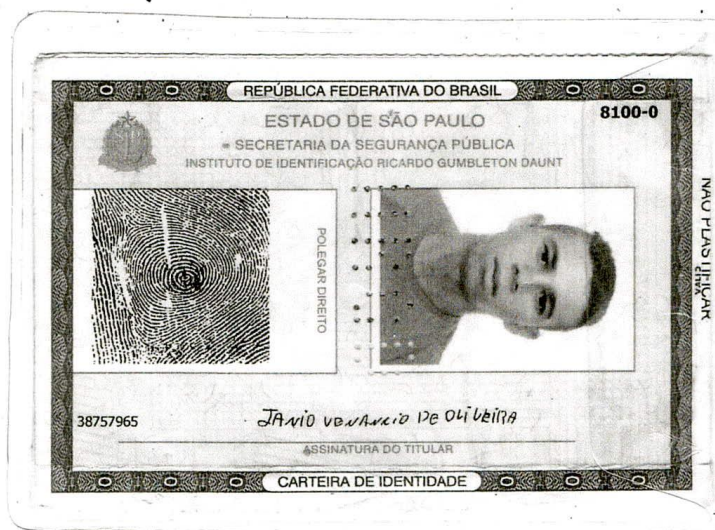 REPÚBLICA FEDERATIVA DO BRASIL
8100-0
ESTADO DE SÃO PAULO
SECRETARIA DA SEGURANÇA PÚBLICA
INSTITUTO DE IDENTIFICAÇÃO RICARDO GUMBLETON DAUNT
POLEGAR DIREITO
NÃO PLASTIFICAR
38757965
JANIO VENANCIO DE OLIVEIRA
ASSINATURA DO TITULAR
CARTEIRA DE IDENTIDADE